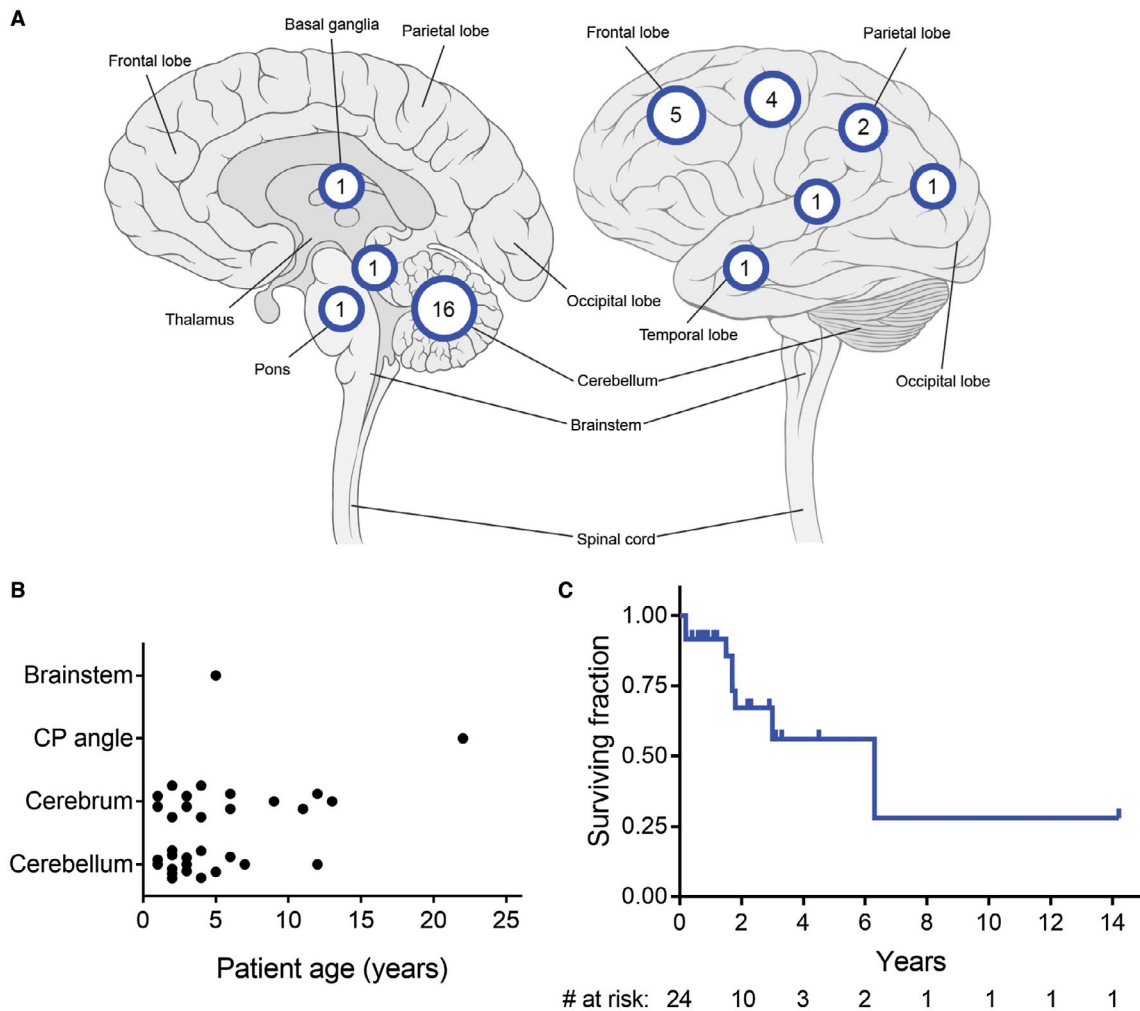 A
Basal ganglia
Parietal lobe
Frontal lobe
Frontal lobe
Parietal lobe
5
4
2
1
1
1
1
1
1
16
Thalamus
Occipital lobe
Temporal lobe
Pons
Cerebellum
Occipital lobe
Brainstem
Spinal cord
B
Brainstem
CP angle
Cerebrum
Cerebellum
0 5 10 15 20 25
Patient age (years)
C
Surviving fraction
1.00
0.75
0.50
0.25
0.00
0 2 4 6 8 10 12 14
Years
# at risk: 24 10 3 2 1 1 1 1